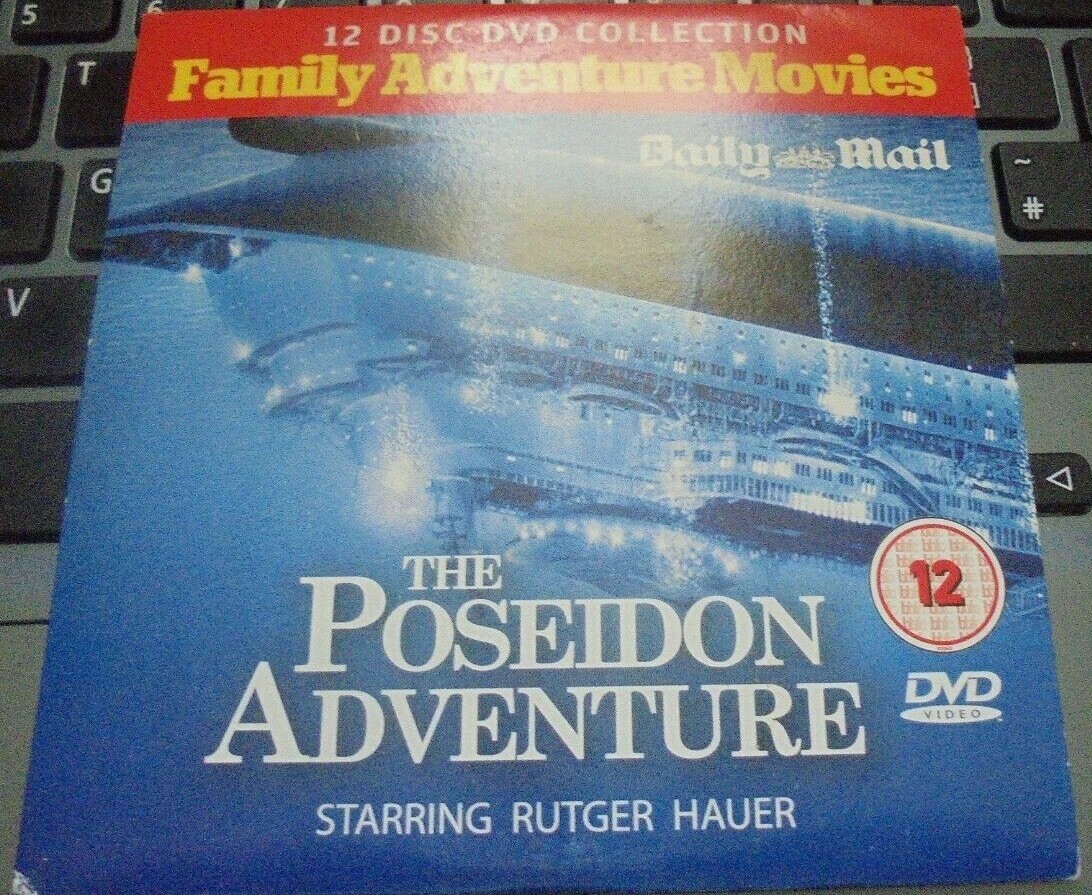 5
6
T
12 DISC DVD COLLECTION
Family Adventure Movies
Daily Mail
G
~
#
V
THE
POSEIDON
ADVENTURE
12
DVD
VIDEO
STARRING RUTGER HAUER